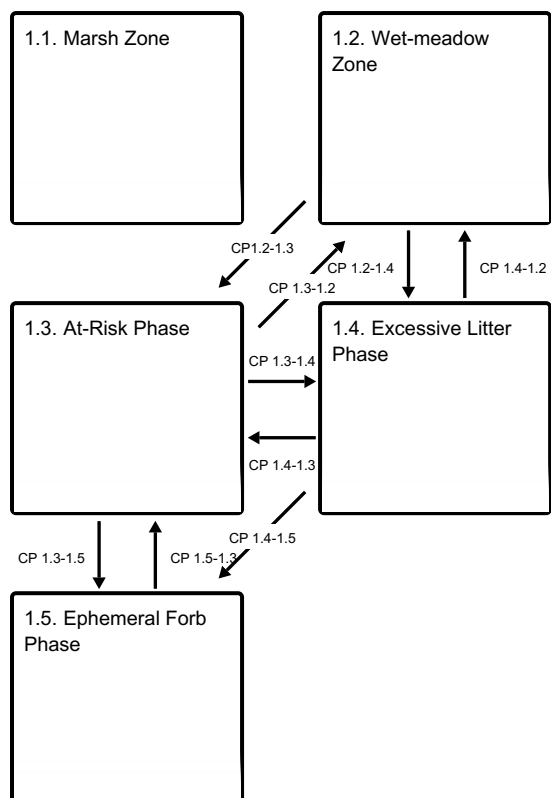 1.1. Marsh Zone
1.2. Wet-meadow
Zone
CP1.2-1.3
CP 1.3-1.2
CP 1.2-1.4
CP 1.4-1.2
1.3. At-Risk Phase
1.4. Excessive Litter
Phase
CP 1.3-1.4
CP 1.4-1.3
CP 1.3-1.5
CP 1.5-1.3
CP 1.4-1.5
1.5. Ephemeral Forb
Phase